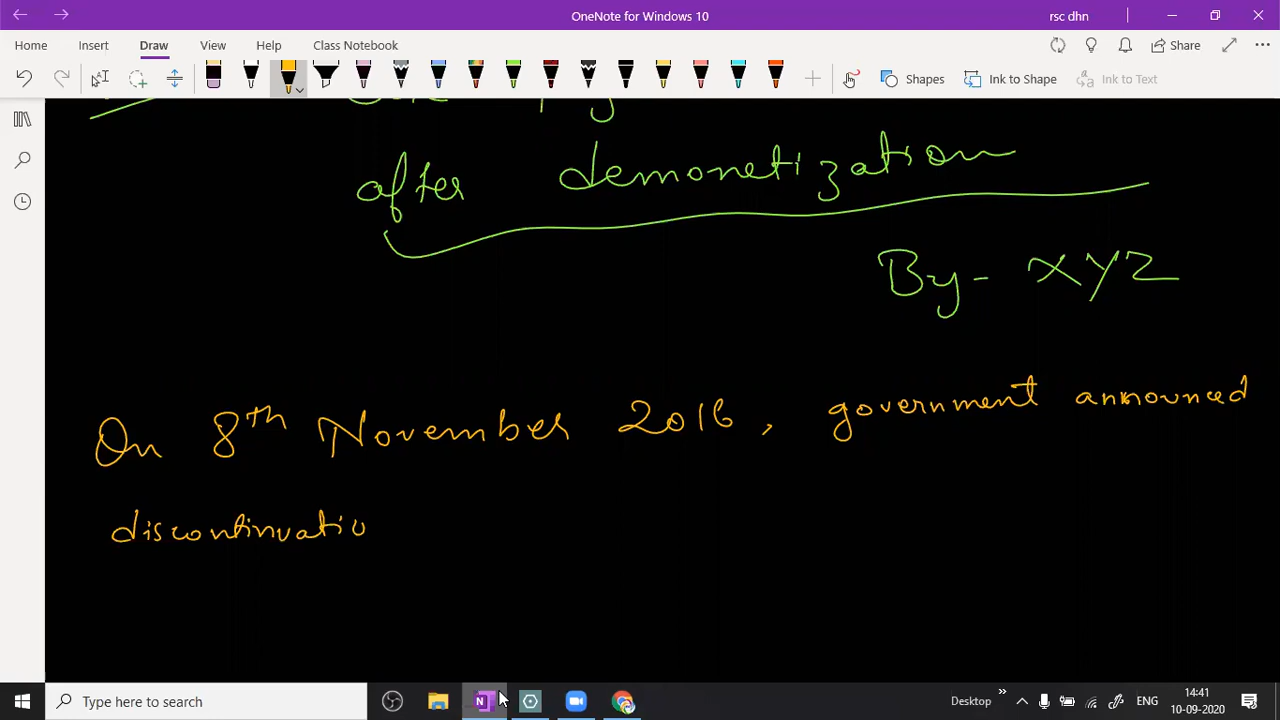 OneNote for Windows 10
rsc dhn
Home Insert Draw View Help Class Notebook
Share
Shapes Ink to Shape Ink to Text
after demonetization
By- XYZ
On 8th November 2016, government announced
discontinuatio
Type here to search
Desktop
ENG
14:41
10-09-2020